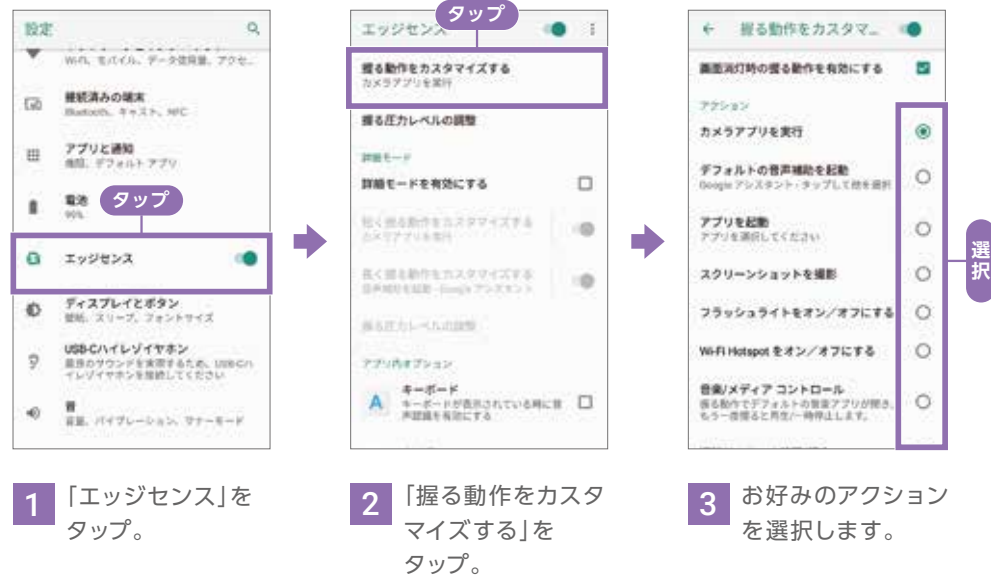 設定
Wi-Fi、モバイル、データ使用量、アクセ…
接続済みの端末
Bluetooth、キャスト、NFC
アプリと通知
権限、デフォルト アプリ
電池
90%
タップ
エッジセンス
ディスプレイとボタン
壁紙、スリープ、フォントサイズ
USB-Cハイレゾイヤホン
最良のサウンドを実現するため、USB-Cハ
イレゾイヤホンを接続してください
音
音量、バイブレーション、マナーモード
1 「エッジセンス」を
タップ。
タップ
エッジセンス
握る動作をカスタマイズする
カメラアプリを実行
握る圧力レベルの調整
詳細モード
詳細モードを有効にする
短く握る動作をカスタマイズする
カメラアプリを実行
長く握る動作をカスタマイズする
音声補助を起動 - Google アシスタント
握る圧力レベルの調整
アプリ内オプション
A キーボード
キーボードが表示されている時に音
声認識を有効にする
2 「握る動作をカスタ
マイズする」を
タップ。
握る動作をカスタマ…
画面消灯時の握る動作を有効にする
アクション
カメラアプリを実行
デフォルトの音声補助を起動
Google アシスタント - タップして他を選択
アプリを起動
アプリを選択してください
スクリーンショットを撮影
フラッシュライトをオン／オフにする
Wi-Fi Hotspot をオン／オフにする
音楽/メディア コントロール
握る動作でデフォルトの音楽アプリが開き、
もう一度握ると再生/一時停止します。
選択
3 お好みのアクション
を選択します。